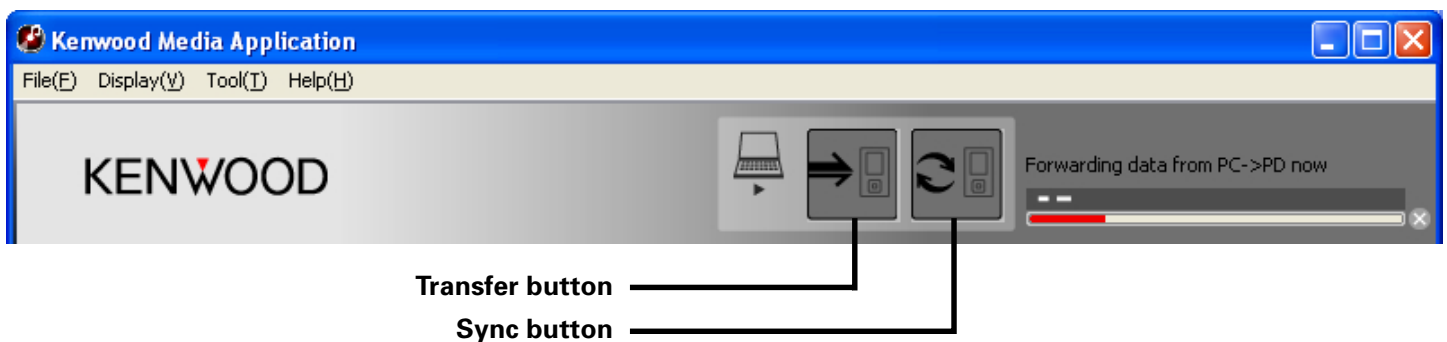 Kenwood Media Application
File(F) Display(V) Tool(T) Help(H)
KENWOOD
Forwarding data from PC->PD now
--
Transfer button
Sync button